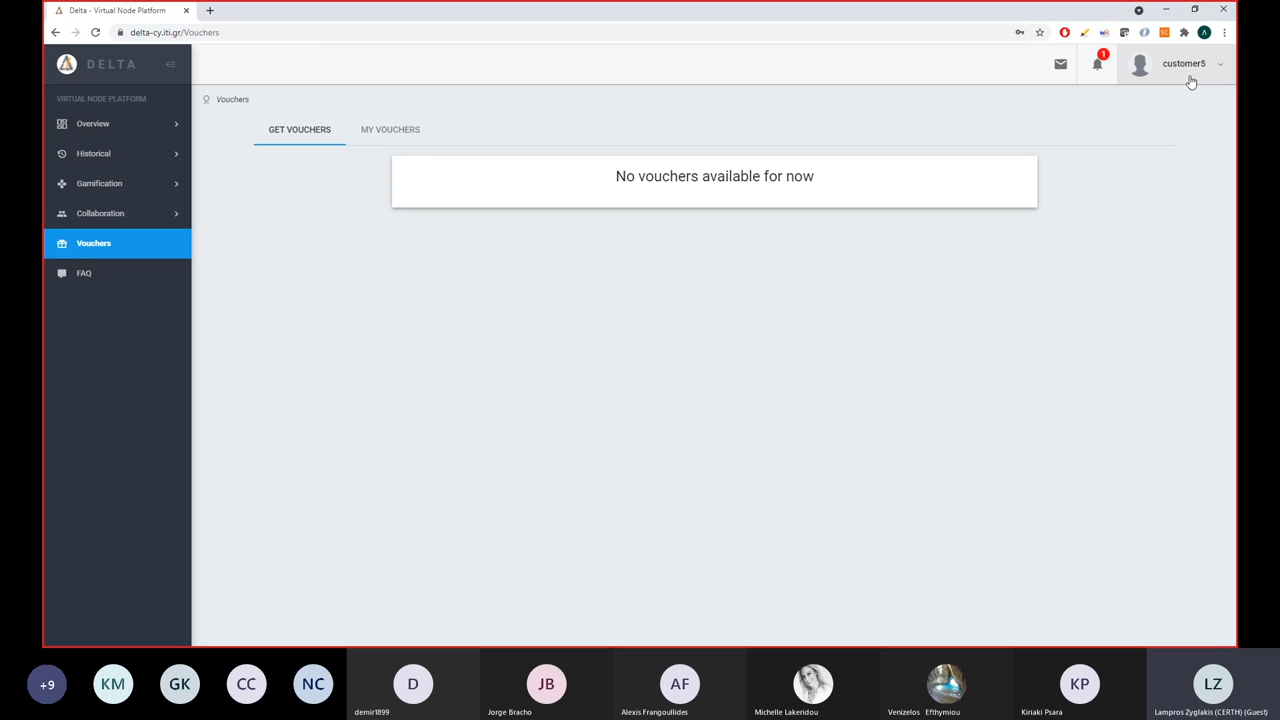 Delta - Virtual Node Platform
delta-cy.iti.gr/Vouchers
DELTA
1
customer5
VIRTUAL NODE PLATFORM
Overview
Historical
Gamification
Collaboration
Vouchers
FAQ
Vouchers
GET VOUCHERS
MY VOUCHERS
No vouchers available for now
+9
KM
GK
CC
NC
D
JB
AF
KP
LZ
demir1899
Jorge Bracho
Alexis Frangoullides
Michelle Lakeridou
Venizelos Efthymiou
Kiriaki Psara
Lampros Zyglakis (CERTH) (Guest)